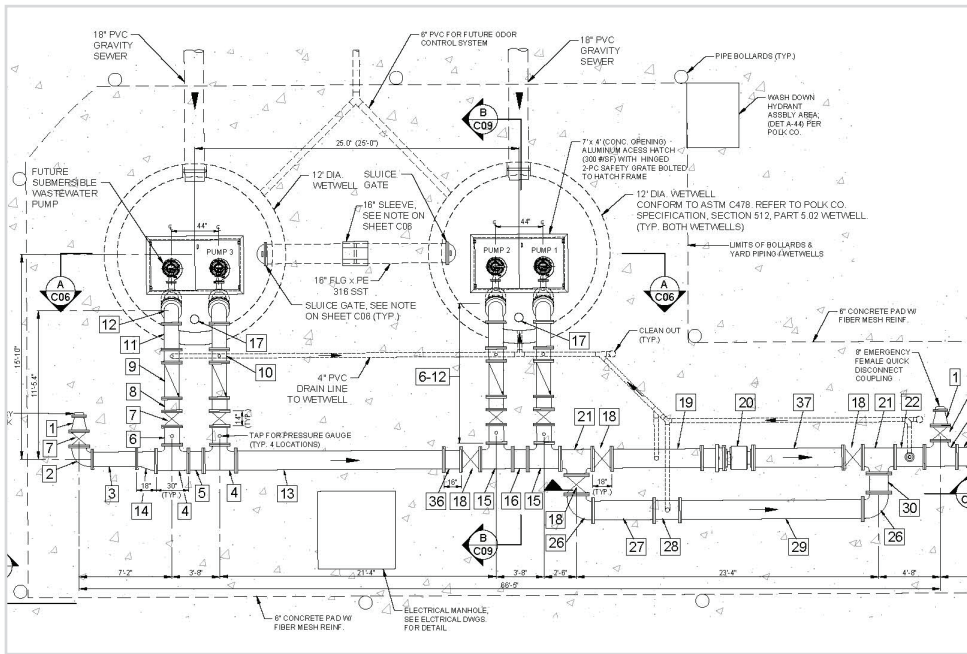 18" PVC
GRAVITY
SEWER
6" PVC FOR FUTURE ODOR
CONTROL SYSTEM
18" PVC
GRAVITY
SEWER
PIPE BOLLARDS (TYP.)
WASH DOWN
HYDRANT
ASSBLY AREA;
(DET A-44) PER
POLK CO.
B
C09
25.0' (25'-0")
7' x 4' (CONC. OPENING)
ALUMINUM ACESS HATCH
(300 #/SF) WITH HINGED
2-PC SAFETY GRATE BOLTED
TO HATCH FRAME
FUTURE
SUBMERSIBLE
WASTEWATER
PUMP
12' DIA.
WETWELL
SLUICE
GATE
16" SLEEVE,
SEE NOTE ON
SHEET C06
12' DIA. WETWELL
CONFORM TO ASTM C478. REFER TO POLK CO.
SPECIFICATION, SECTION 512, PART 5.02 WETWELL.
(TYP. BOTH WETWELLS)
44"
44"
PUMP 3
PUMP 2
PUMP 1
LIMITS OF BOLLARDS &
YARD PIPING / WETWELLS
A
C06
16" FLG x PE
316 SST
A
C06
SLUICE GATE, SEE NOTE
ON SHEET C06 (TYP.)
6" CONCRETE PAD W/
FIBER MESH REINF.
12
17
17
CLEAN OUT
(TYP.)
11
15'-10"
11'-5.4"
9
10
4" PVC
DRAIN LINE
TO WETWELL
6-12
8" EMERGENCY
FEMALE QUICK
DISCONNECT
COUPLING
8
7
1
7
6
TAP FOR PRESSURE GAUGE
(TYP. 4 LOCATIONS)
21
18
19
20
37
18
21
22
1
2
3
18"
14
30"
(TYP.)
4
5
4
13
36
16"
18
15
16
15
18"
(TYP.)
18
26
27
28
29
26
30
B
C09
7'-2"
3'-8"
21'-4"
3'-8"
2'-6"
23'-4"
4'-8"
66'-6"
6" CONCRETE PAD W/
FIBER MESH REINF.
ELECTRICAL MANHOLE,
SEE ELCTRICAL DWGS.
FOR DETAIL